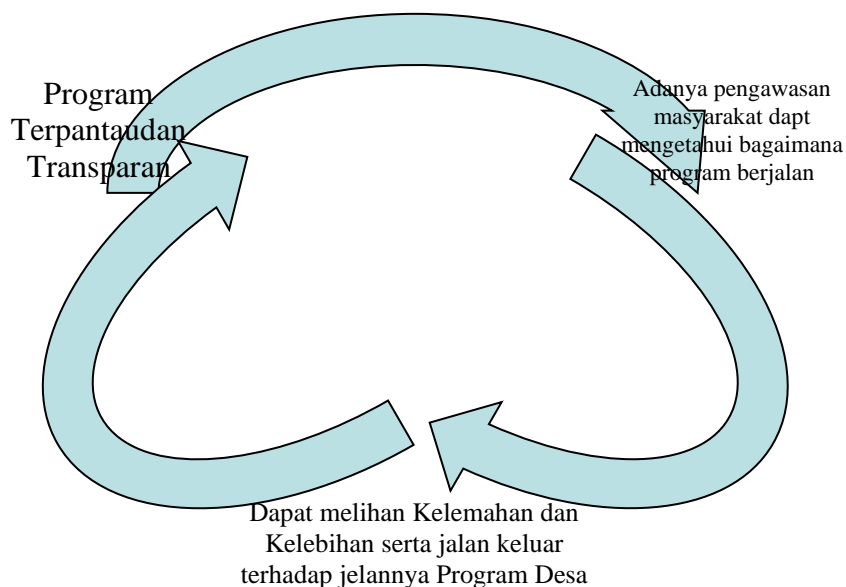 Program
Terpantaudan
Transparan
Adanya pengawasan
masyarakat dapt
mengetahui bagaimana
program berjalan
Dapat melihan Kelemahan dan
Kelebihan serta jalan keluar
terhadap jelannya Program Desa